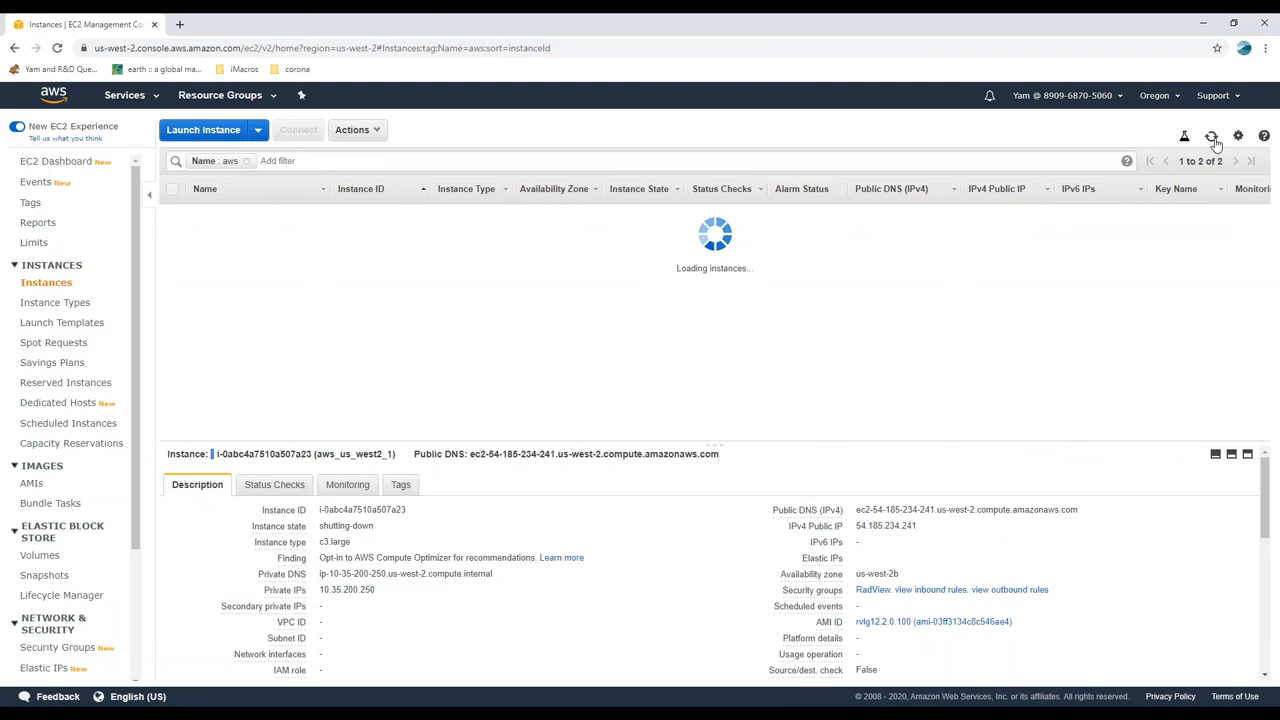 Instances | EC2 Management Co
us-west-2.console.aws.amazon.com/ec2/v2/home?region=us-west-2#Instances:tag:Name=aws;sort=instanceId
Yam and R&D Que...
earth :: a global ma...
iMacros
corona
aws
Services
Resource Groups
Yam @ 8909-6870-5060
Oregon
Support
New EC2 Experience
Tell us what you think
Launch Instance
Connect
Actions
EC2 Dashboard New
Events New
Tags
Reports
Limits
INSTANCES
Instances
Instance Types
Launch Templates
Spot Requests
Savings Plans
Reserved Instances
Dedicated Hosts New
Scheduled Instances
Capacity Reservations
IMAGES
AMIs
Bundle Tasks
ELASTIC BLOCK
STORE
Volumes
Snapshots
Lifecycle Manager
NETWORK &
SECURITY
Security Groups New
Elastic IPs New
Name : aws
Add filter
1 to 2 of 2
Name
Instance ID
Instance Type
Availability Zone
Instance State
Status Checks
Alarm Status
Public DNS (IPv4)
IPv4 Public IP
IPv6 IPs
Key Name
Monitori
Loading instances...
Instance: i-0abc4a7510a507a23 (aws_us_west2_1) Public DNS: ec2-54-185-234-241.us-west-2.compute.amazonaws.com
Description
Status Checks
Monitoring
Tags
Instance ID i-0abc4a7510a507a23
Instance state shutting-down
Instance type c3.large
Finding Opt-in to AWS Compute Optimizer for recommendations. Learn more
Private DNS ip-10-35-200-250.us-west-2.compute.internal
Private IPs 10.35.200.250
Secondary private IPs -
VPC ID -
Subnet ID -
Network interfaces -
IAM role -
Public DNS (IPv4) ec2-54-185-234-241.us-west-2.compute.amazonaws.com
IPv4 Public IP 54.185.234.241
IPv6 IPs -
Elastic IPs
Availability zone us-west-2b
Security groups RadView. view inbound rules. view outbound rules
Scheduled events -
AMI ID rvlg12.2.0.100 (ami-03ff3134c8c546ae4)
Platform details -
Usage operation -
Source/dest. check False
Feedback
English (US)
© 2008 - 2020, Amazon Web Services, Inc. or its affiliates. All rights reserved.
Privacy Policy
Terms of Use